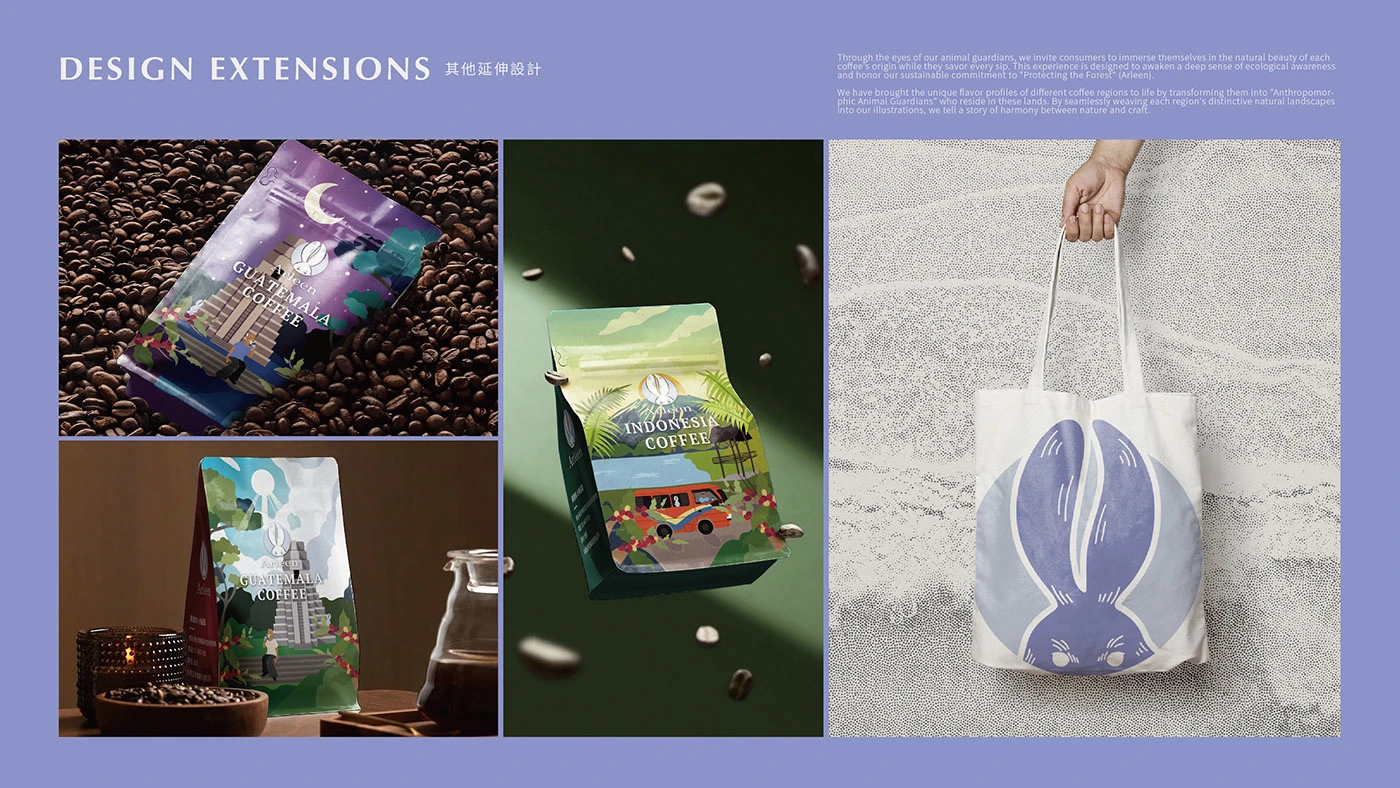 DESIGN EXTENSIONS 其他延伸設計
Through the eyes of our animal guardians, we invite consumers to immerse themselves in the natural beauty of each
coffee's origin while they savor every sip. This experience is designed to awaken a deep sense of ecological awareness
and honor our sustainable commitment to "Protecting the Forest" (Arleen).
We have brought the unique flavor profiles of different coffee regions to life by transforming them into "Anthropomor-
phic Animal Guardians" who reside in these lands. By seamlessly weaving each region's distinctive natural landscapes
into our illustrations, we tell a story of harmony between nature and craft.
Arleen
GUATEMALA
COFFEE
Arleen
GUATEMALA
COFFEE
Arleen
Arleen
INDONESIA
COFFEE
Arleen